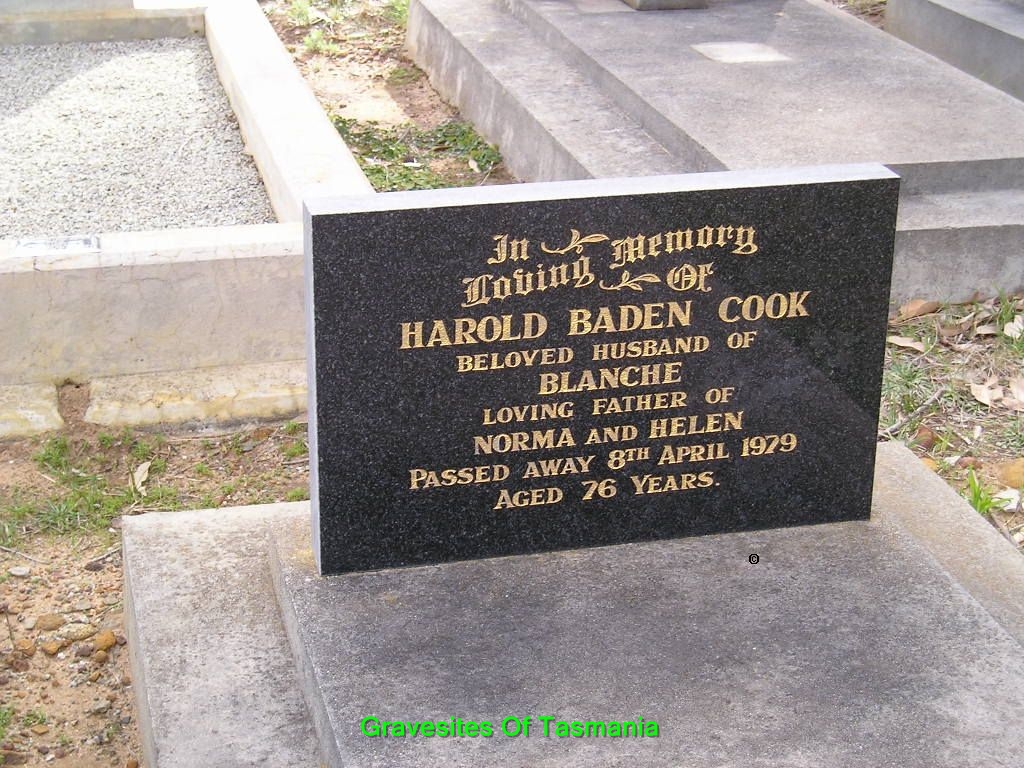 In Memory
Loving Of
HAROLD BADEN COOK
BELOVED HUSBAND OF
BLANCHE
LOVING FATHER OF
NORMA AND HELEN
PASSED AWAY 8TH APRIL 1979
AGED 76 YEARS.
©
Gravesites Of Tasmania